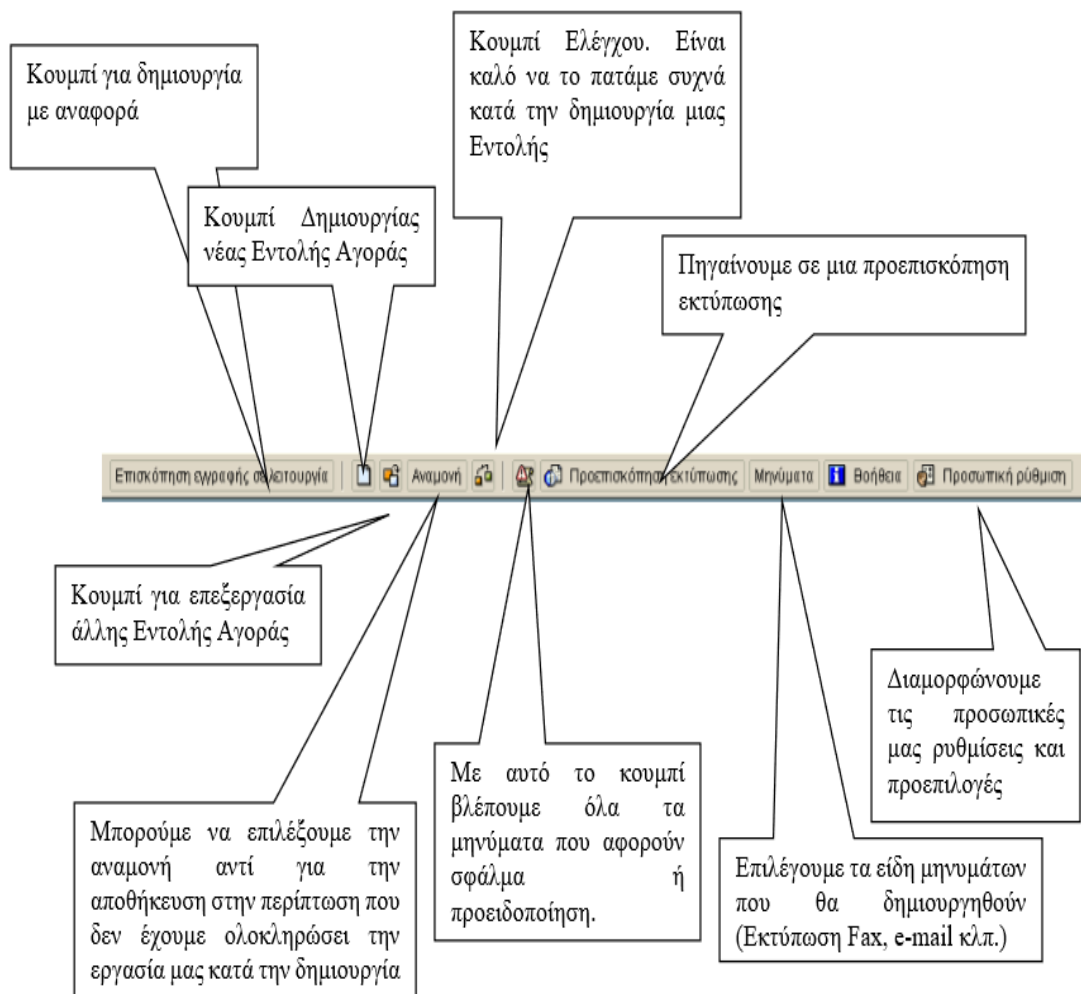 Κουμπί για δημιουργία
με αναφορά
Κουμπί Ελέγχου. Είναι
καλό να το πατάμε συχνά
κατά την δημιουργία μιας
Εντολής
Κουμπί Δημιουργίας
νέας Εντολής Αγοράς
Πηγαίνουμε σε μια προεπισκόπηση
εκτύπωσης
Επισκόπηση εγγραφής σε λειτουργία Αναμονή Προεπισκόπηση εκτύπωσης Μηνύματα Βοήθεια Προσωπική ρύθμιση
Κουμπί για επεξεργασία
άλλης Εντολής Αγοράς
Διαμορφώνουμε
τις προσωπικές
μας ρυθμίσεις και
προεπιλογές
Μπορούμε να επιλέξουμε την
αναμονή αντί για την
αποθήκευση στην περίπτωση που
δεν έχουμε ολοκληρώσει την
εργασία μας κατά την δημιουργία
Με αυτό το κουμπί
βλέπουμε όλα τα
μηνύματα που αφορούν
σφάλμα ή
προειδοποίηση.
Επιλέγουμε τα είδη μηνυμάτων
που θα δημιουργηθούν
(Εκτύπωση Fax, e-mail κλπ.)